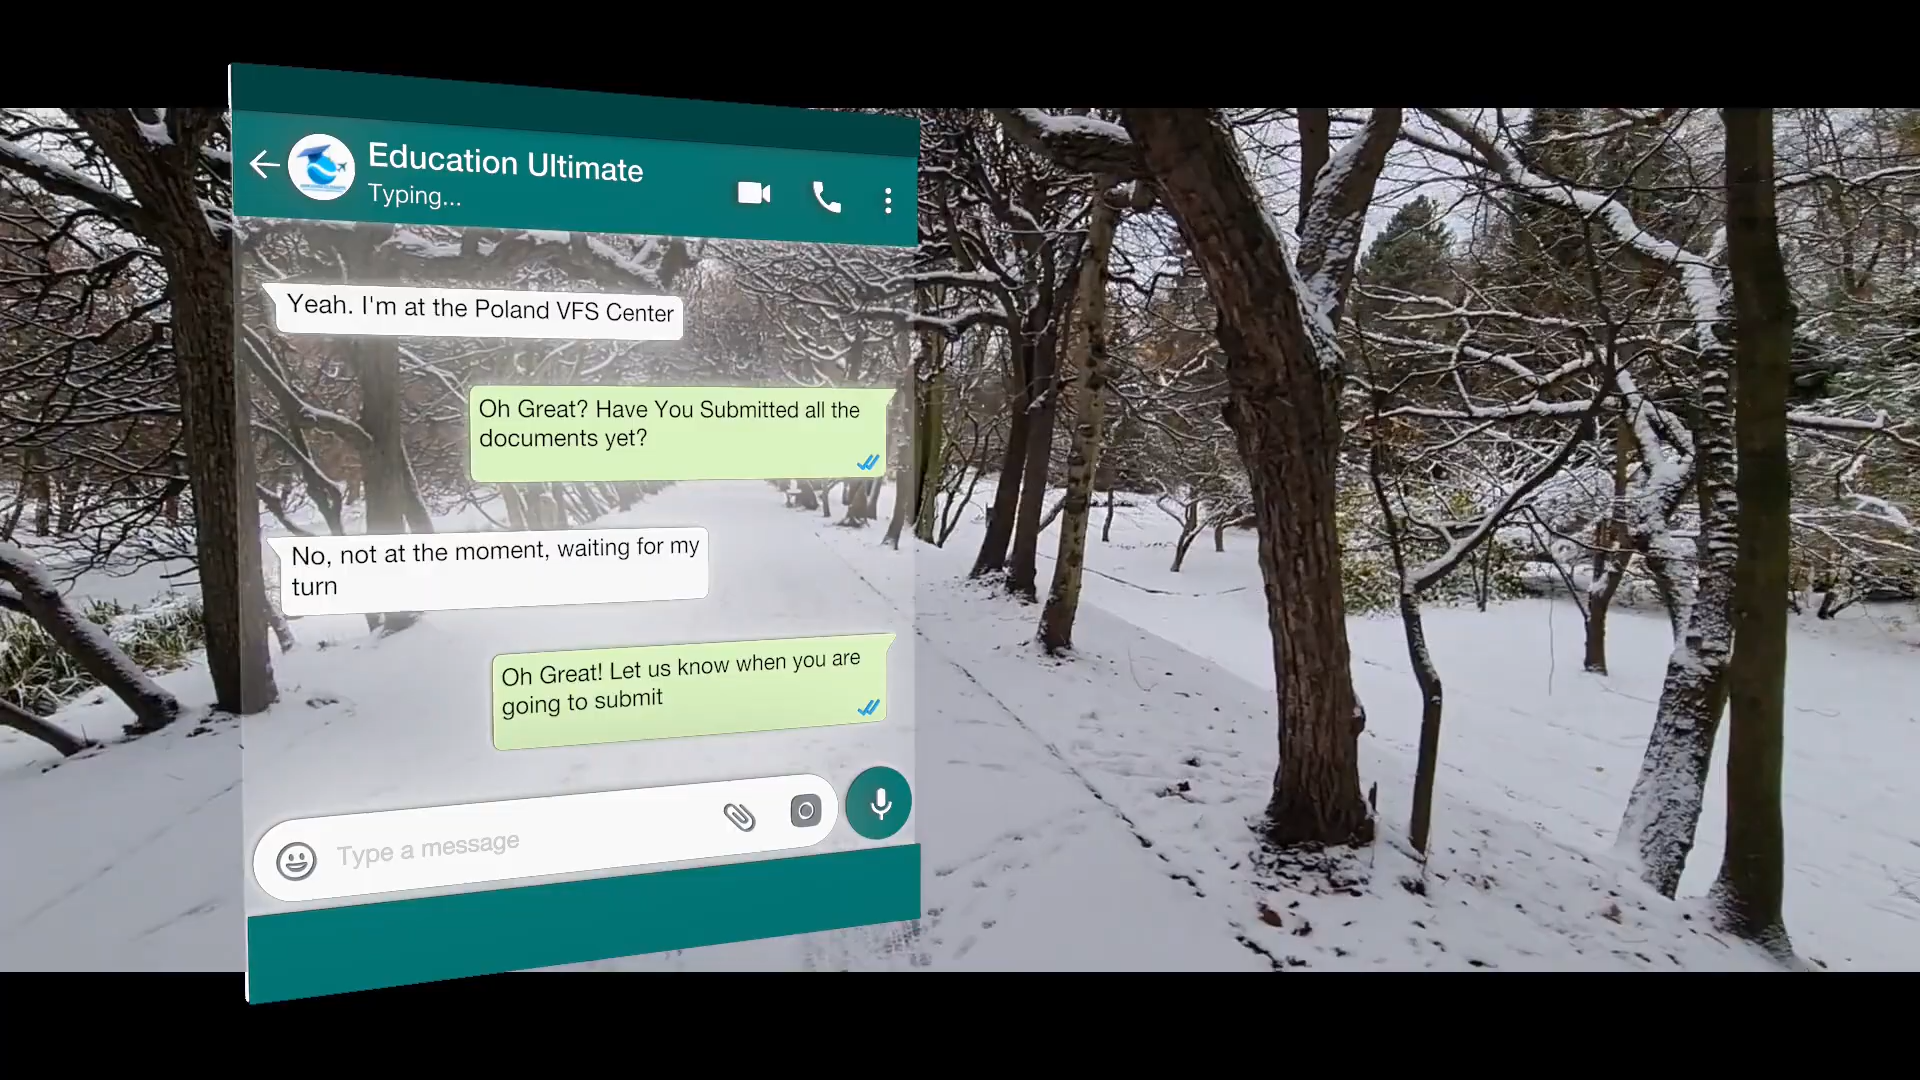 Education Ultimate
Typing...
Yeah. I'm at the Poland VFS Center
Oh Great? Have You Submitted all the
documents yet?
No, not at the moment, waiting for my
turn
Oh Great! Let us know when you are
going to submit
Type a message